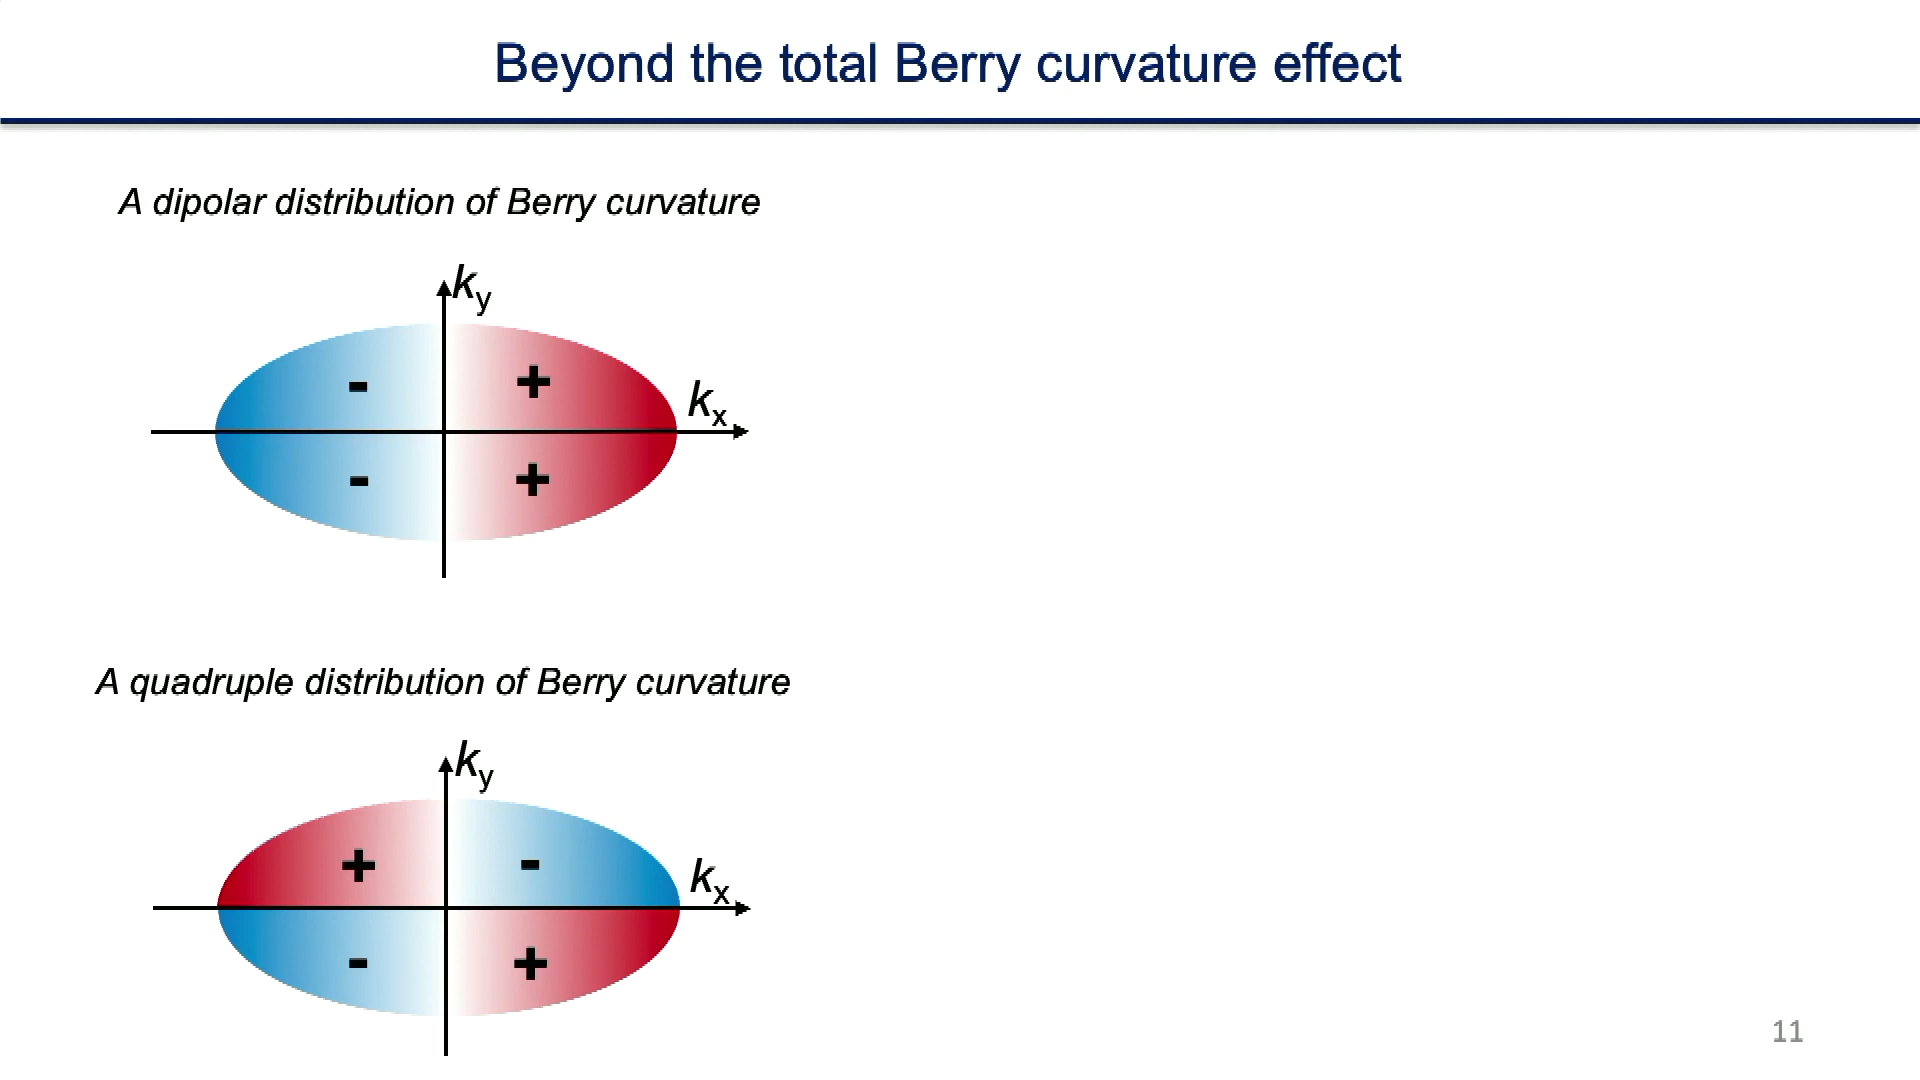 Beyond the total Berry curvature effect
A dipolar distribution of Berry curvature
ky
- +
kx
- +
A quadruple distribution of Berry curvature
ky
+ -
kx
- +
11